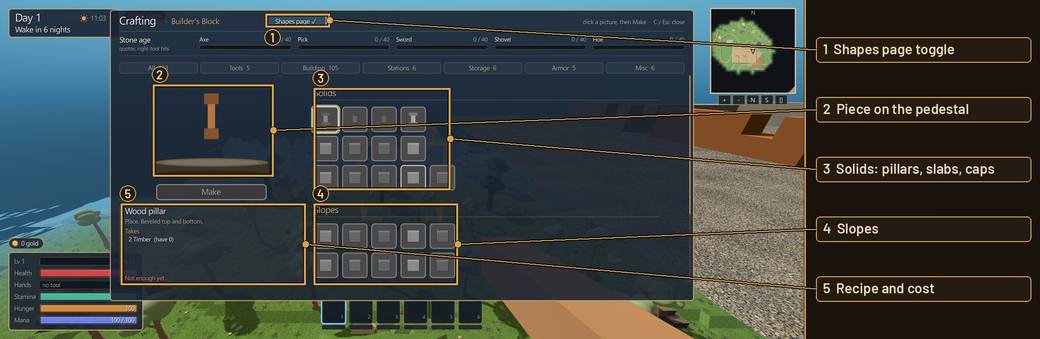 Day 1
11:03
Wake in 6 nights
Crafting
Builder's Block
Shapes page ✓
click a picture, then Make · C / Esc close
1
Stone age
quotes: right-tool hits
Axe
/ 40
Pick
0 / 40
Sword
0 / 40
Shovel
0 / 40
Hoe
0 / 40
Tools 5
Building 105
Stations 6
Storage 6
Armor 5
Misc 6
2
3
Solids
Make
5
4
Wood pillar
Place. Beveled top and bottom.
Takes
2 Timber (have 0)
Not enough yet.
Slopes
0 gold
Lv 1
Health
Hands
no tool
Stamina
Hunger
Mana
100 / 100
N
+
-
N
S
1 Shapes page toggle
2 Piece on the pedestal
3 Solids: pillars, slabs, caps
4 Slopes
5 Recipe and cost